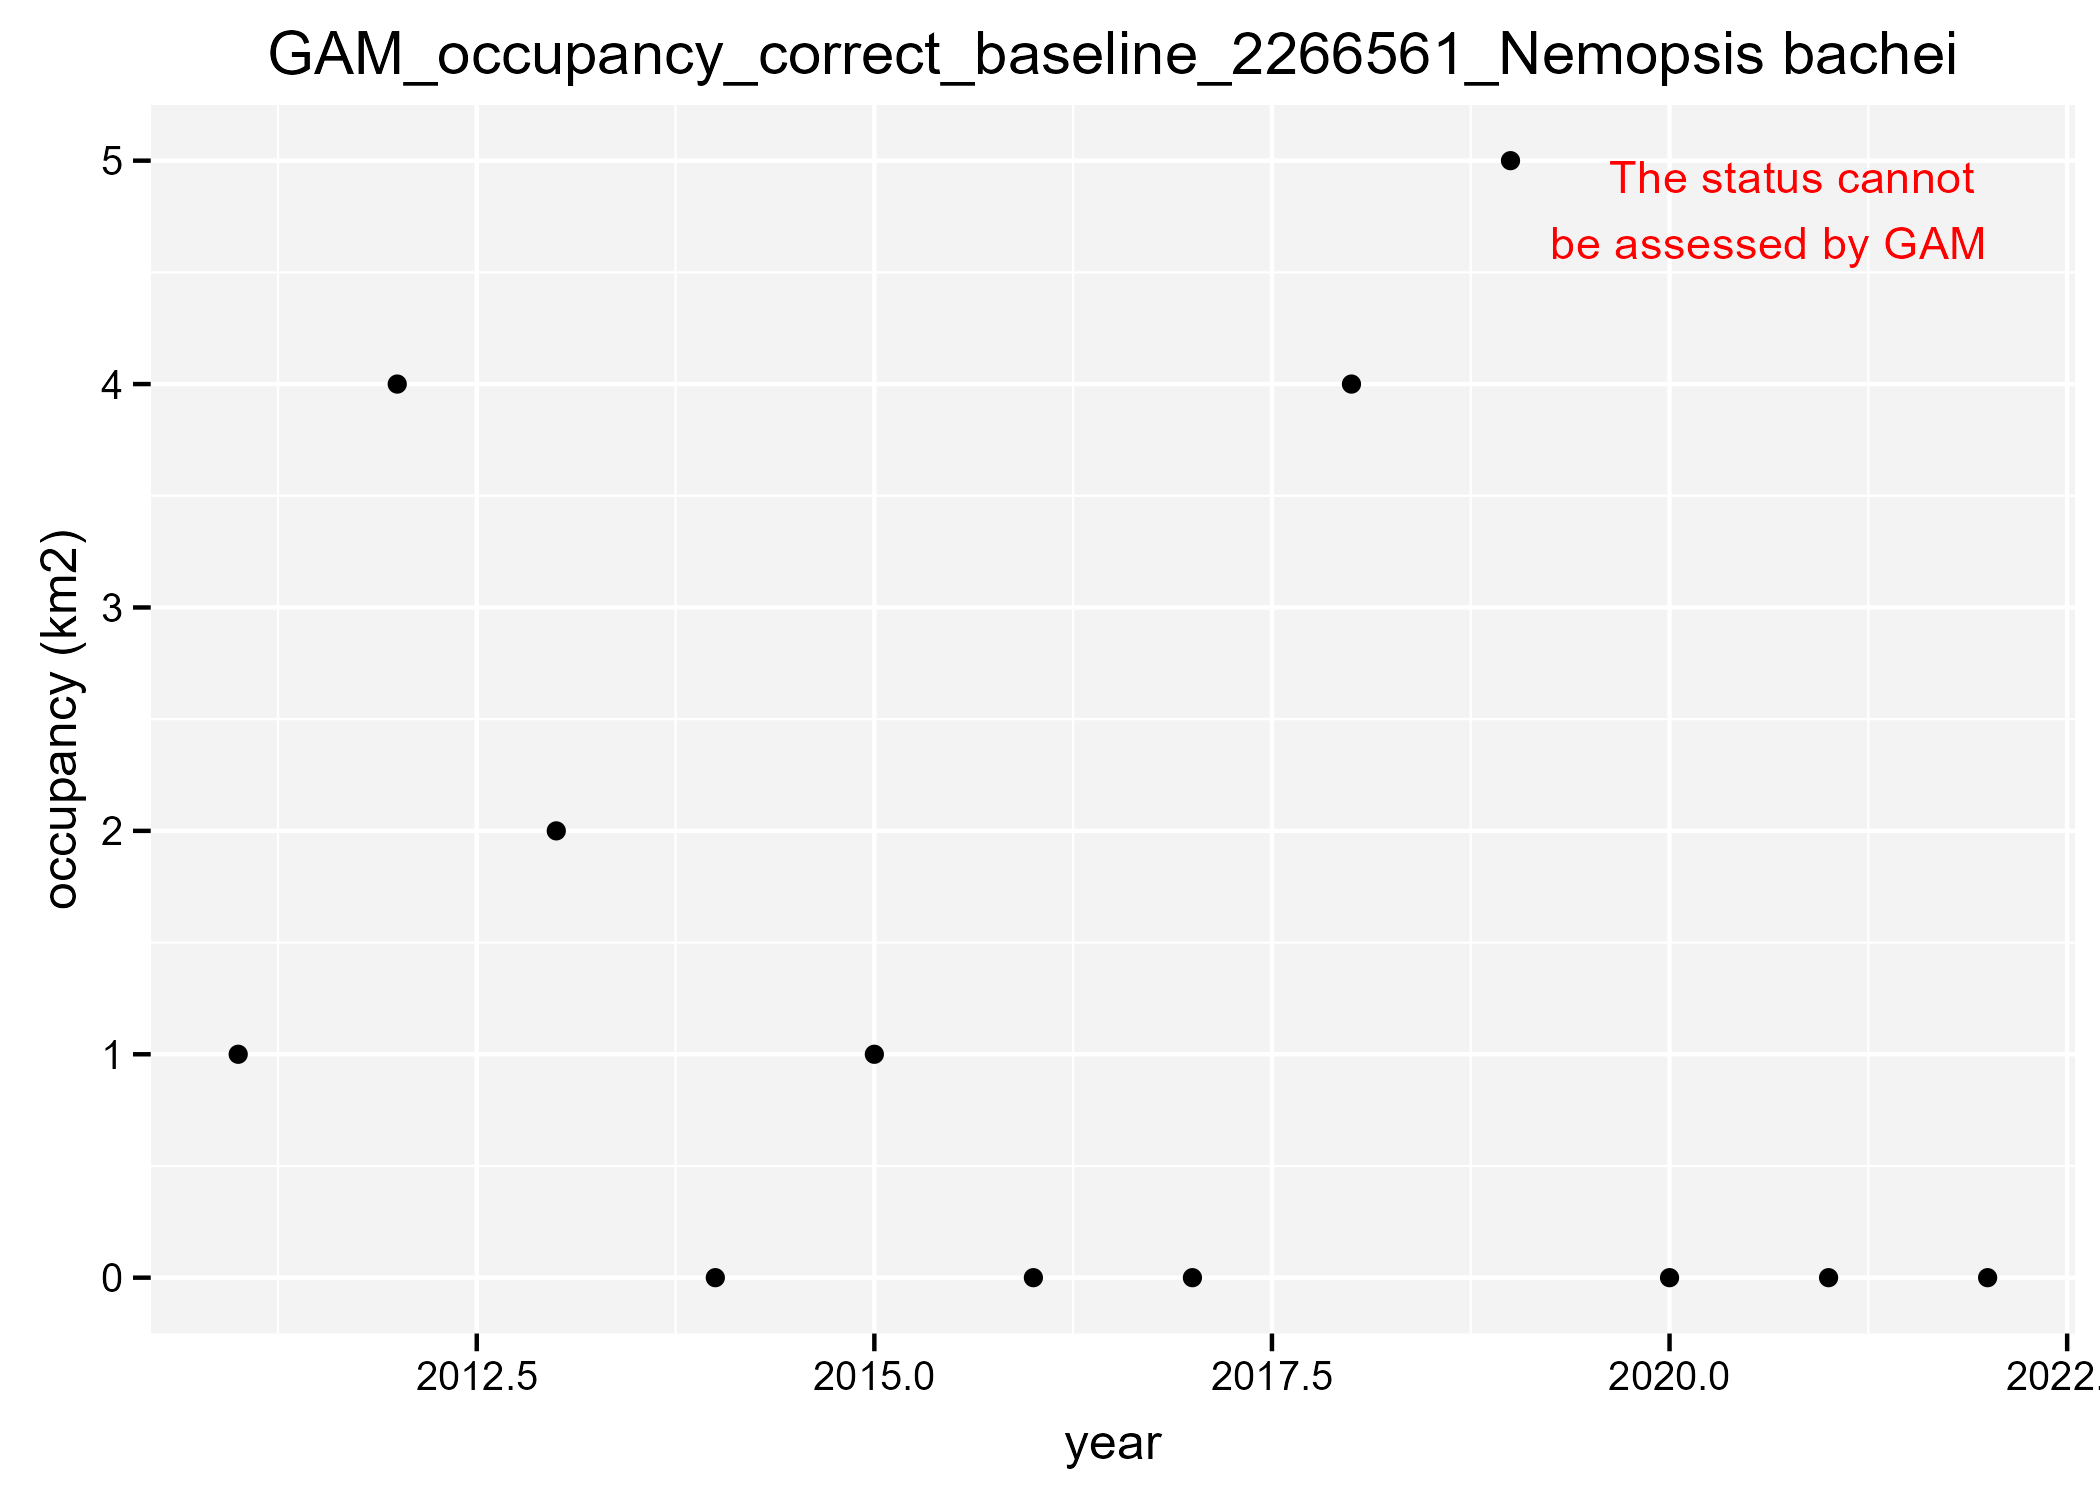 GAM_occupancy_correct_baseline_2266561_Nemopsis bachei
5
The status cannot
be assessed by GAM
4
3
2
1
0
occupancy (km2)
2012.5
2015.0
2017.5
2020.0
2022.
year